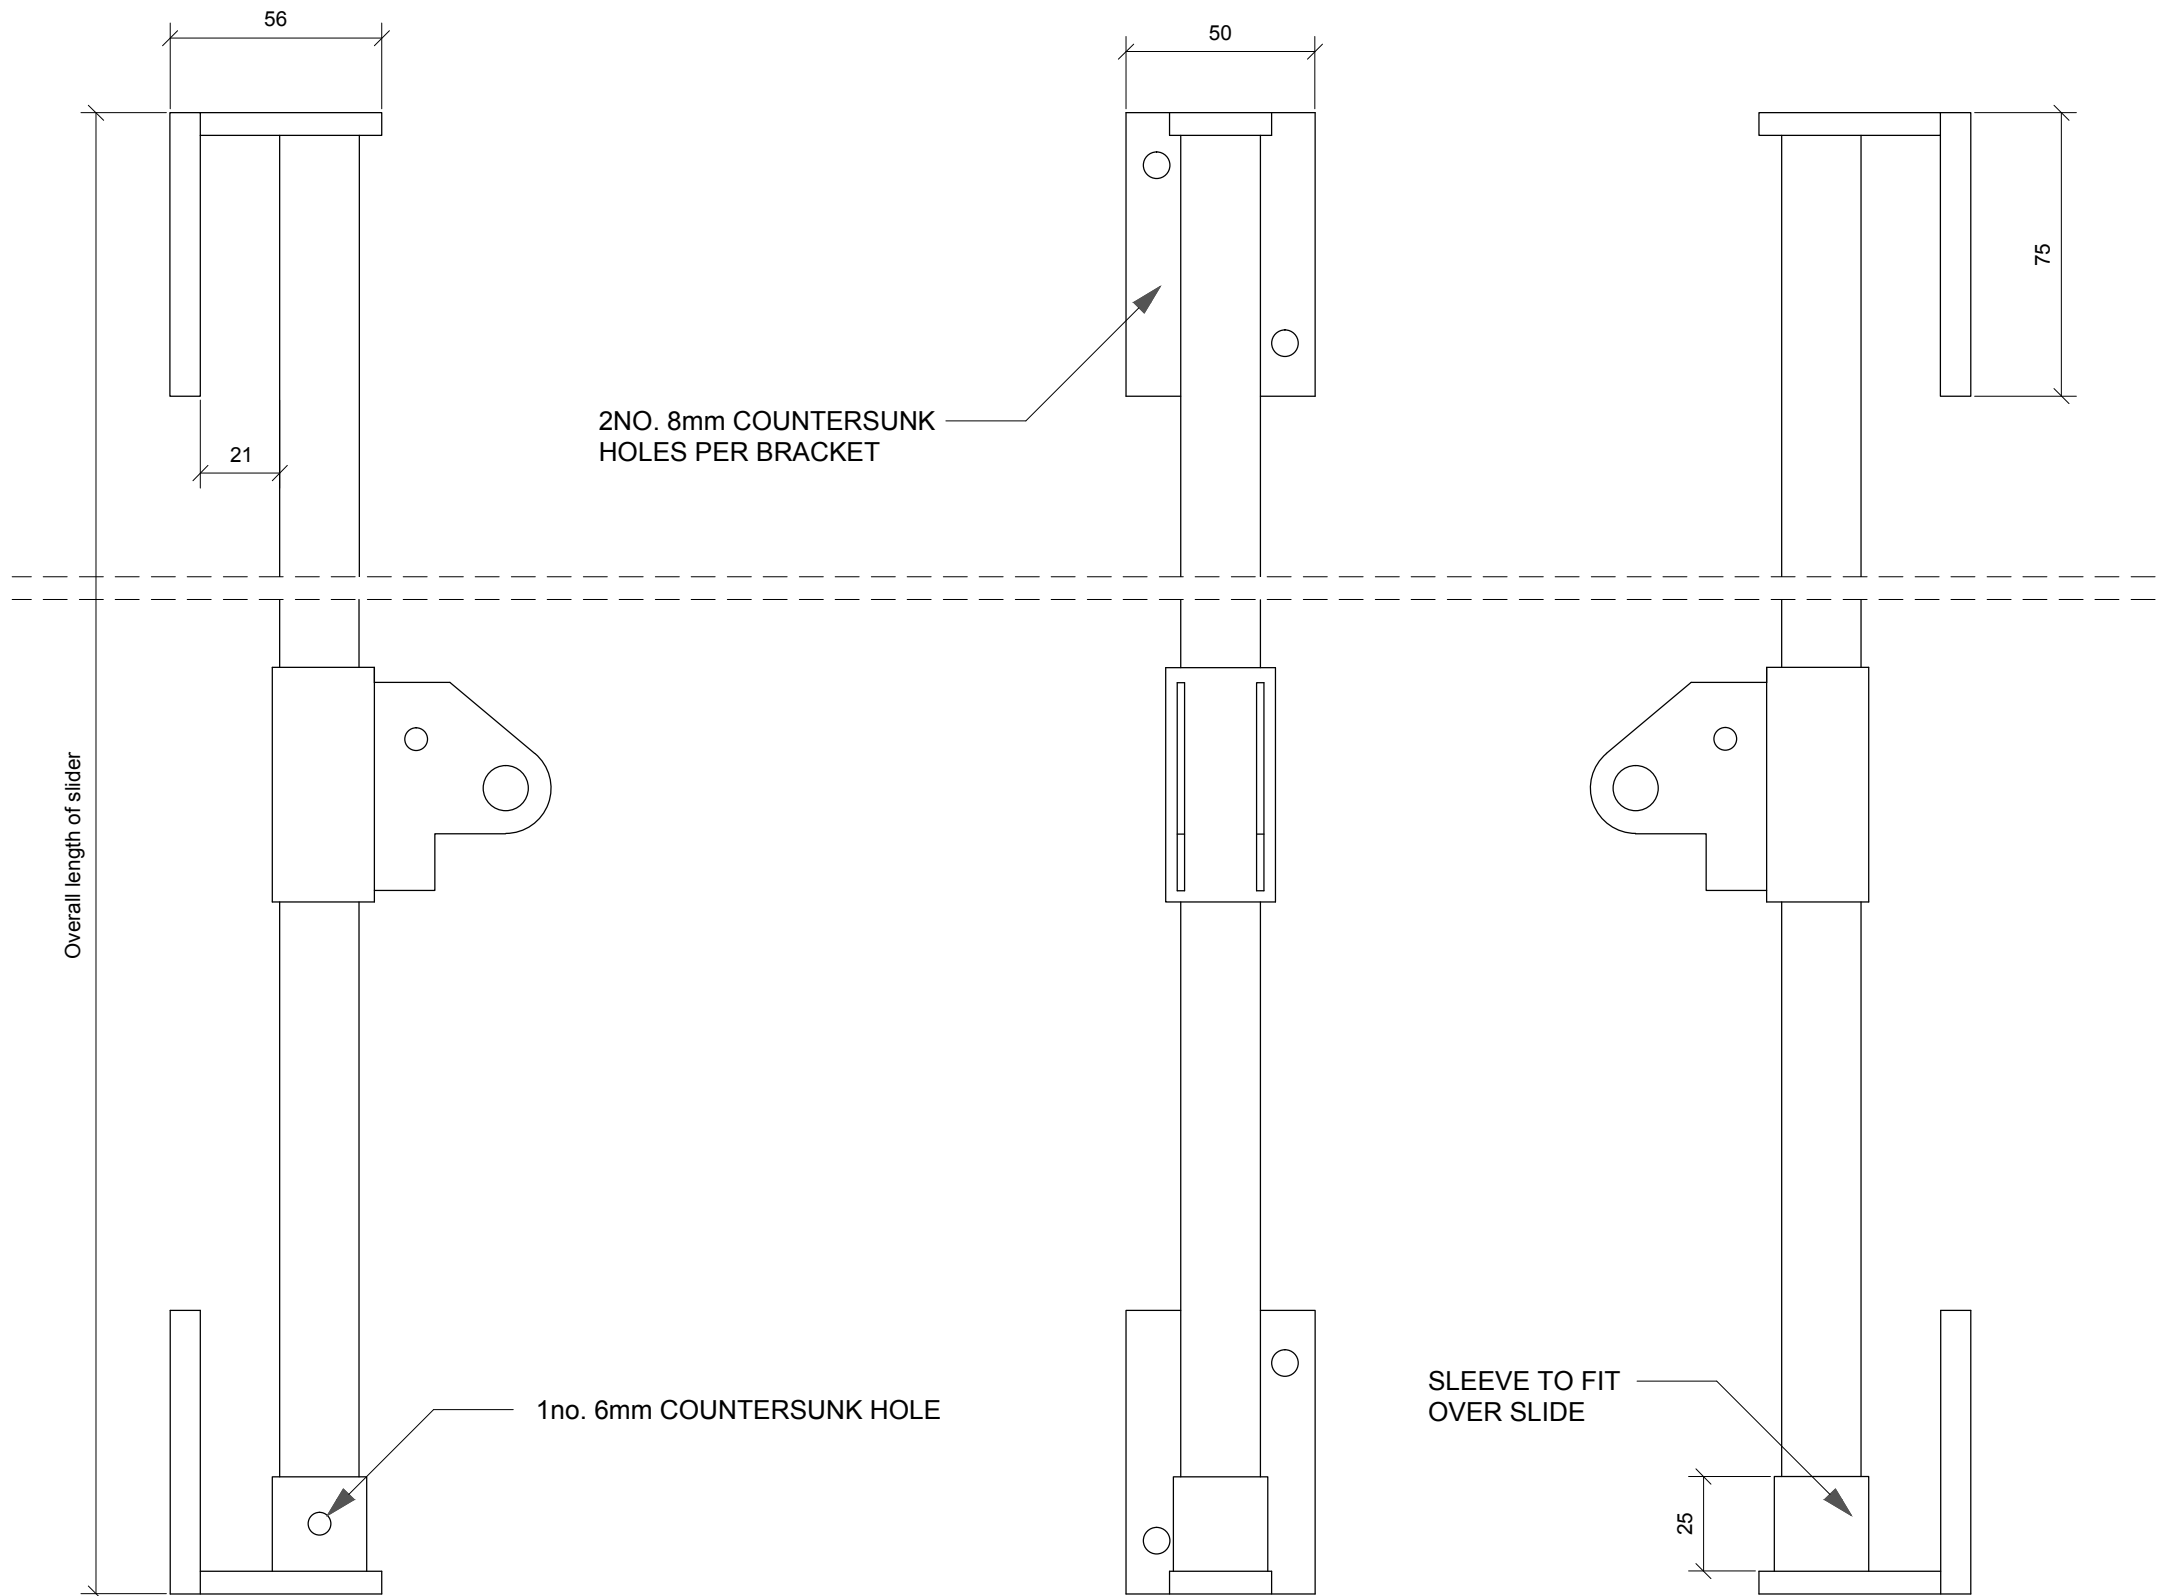 56
50
75
2NO. 8mm COUNTERSUNK
HOLES PER BRACKET
21
Overall length of slider
1no. 6mm COUNTERSUNK HOLE
SLEEVE TO FIT
OVER SLIDE
25